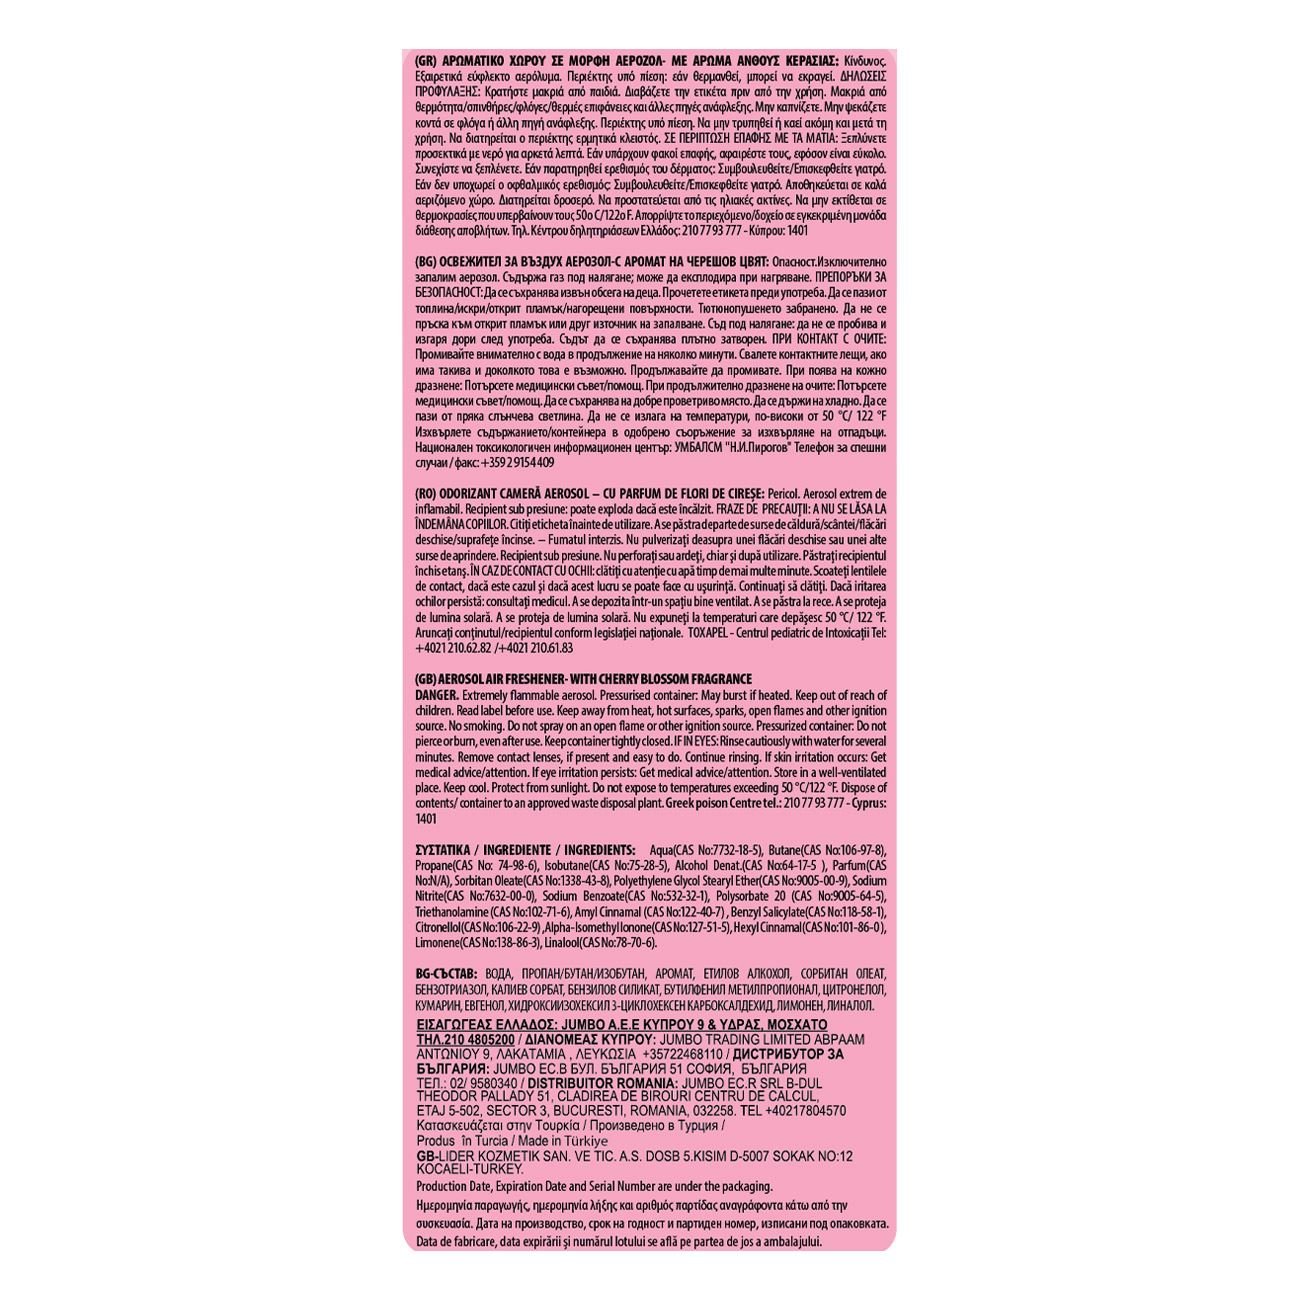 (GR) ΑΡΩΜΑΤΙΚΟ ΧΩΡΟΥ ΣΕ ΜΟΡΦΗ ΑΕΡΟΖΟΛ- ΜΕ ΑΡΩΜΑ ΑΝΘΟΥΣ ΚΕΡΑΣΙΑΣ: Κίνδυνος.
Εξαιρετικά εύφλεκτο αερόλυμα. Περιέκτης υπό πίεση: εάν θερμανθεί, μπορεί να εκραγεί. ΔΗΛΩΣΕΙΣ
ΠΡΟΦΥΛΑΞΗΣ: Κρατήστε μακριά από παιδιά. Διαβάζετε την ετικέτα πριν από την χρήση. Μακριά από
θερμότητα/σπινθήρες/φλόγες/θερμές επιφάνειες και άλλες πηγές ανάφλεξης. Μην καπνίζετε. Μην ψεκάζετε
κοντά σε φλόγα ή άλλη πηγή ανάφλεξης. Περιέκτης υπό πίεση. Να μην τρυπηθεί ή καεί ακόμη και μετά τη
χρήση. Να διατηρείται ο περιέκτης ερμητικά κλειστός. ΣΕ ΠΕΡΙΠΤΩΣΗ ΕΠΑΦΗΣ ΜΕ ΤΑ ΜΑΤΙΑ: Ξεπλύνετε
προσεκτικά με νερό για αρκετά λεπτά. Εάν υπάρχουν φακοί επαφής, αφαιρέστε τους, εφόσον είναι εύκολο.
Συνεχίστε να ξεπλένετε. Εάν παρατηρηθεί ερεθισμός του δέρματος: Συμβουλευθείτε/Επισκεφθείτε γιατρό.
Εάν δεν υποχωρεί ο οφθαλμικός ερεθισμός: Συμβουλευθείτε/Επισκεφθείτε γιατρό. Αποθηκεύεται σε καλά
αεριζόμενο χώρο. Διατηρείται δροσερό. Να προστατεύεται από τις ηλιακές ακτίνες. Να μην εκτίθεται σε
θερμοκρασίες που υπερβαίνουν τους 50ο C/122ο F. Απορρίψτε το περιεχόμενο/δοχείο σε εγκεκριμένη μονάδα
διάθεσης αποβλήτων. Τηλ. Κέντρου δηλητηριάσεων Ελλάδος: 210 77 93 777 - Κύπρου: 1401
(BG) ОСВЕЖИТЕЛ ЗА ВЪЗДУХ АЕРОЗОЛ-С АРОМАТ НА ЧЕРЕШОВ ЦВЯТ: Опасност.Изключително
запалим аерозол. Съдържа газ под налягане; може да експлодира при нагряване. ПРЕПОРЪКИ ЗА
БЕЗОПАСНОСТ: Да се съхранява извън обсега на деца. Прочетете етикета преди употреба. Да се пази от
топлина/искри/открит пламък/нагорещени повърхности. Тютюнопушенето забранено. Да не се
пръска към открит пламък или друг източник на запалване. Съд под налягане: да не се пробива и
изгаря дори след употреба. Съдът да се съхранява плътно затворен. ПРИ КОНТАКТ С ОЧИТЕ:
Промивайте внимателно с вода в продължение на няколко минути. Свалете контактните лещи, ако
има такива и доколкото това е възможно. Продължавайте да промивате. При поява на кожно
дразнене: Потърсете медицински съвет/помощ. При продължително дразнене на очите: Потърсете
медицински съвет/помощ. Да се съхранява на добре проветриво място. Да се държи на хладно. Да се
пази от пряка слънчева светлина. Да не се излага на температури, по-високи от 50 °C/ 122 °F
Изхвърлете съдържанието/контейнера в одобрено съоръжение за изхвърляне на отпадъци.
Национален токсикологичен информационен център: УМБАЛСМ "Н.И.Пирогов" Телефон за спешни
случаи / факс: +359 2 9154 409
(RO) ODORIZANT CAMERĂ AEROSOL – CU PARFUM DE FLORI DE CIREȘE: Pericol. Aerosol extrem de
inflamabil. Recipient sub presiune: poate exploda dacă este încălzit. FRAZE DE PRECAUŢII: A NU SE LĂSA LA
ÎNDEMÂNA COPIILOR. Citiți eticheta înainte de utilizare. A se păstra departe de surse de căldură/scântei/flăcări
deschise/suprafețe încinse. – Fumatul interzis. Nu pulverizați deasupra unei flăcări deschise sau unei alte
surse de aprindere. Recipient sub presiune. Nu perforați sau ardeți, chiar și după utilizare. Păstrați recipientul
închis etanș. ÎN CAZ DE CONTACT CU OCHII: clătiți cu atenție cu apă timp de mai multe minute. Scoateți lentilele
de contact, dacă este cazul și dacă acest lucru se poate face cu ușurință. Continuați să clătiți. Dacă iritarea
ochilor persistă: consultați medicul. A se depozita într-un spațiu bine ventilat. A se păstra la rece. A se proteja
de lumina solară. A se proteja de lumina solară. Nu expuneți la temperaturi care depășesc 50 °C/ 122 °F.
Aruncați conținutul/recipientul conform legislației naționale. TOXAPEL - Centrul pediatric de Intoxicații Tel:
+4021 210.62.82 /+4021 210.61.83
(GB) AEROSOL AIR FRESHENER- WITH CHERRY BLOSSOM FRAGRANCE
DANGER. Extremely flammable aerosol. Pressurised container: May burst if heated. Keep out of reach of
children. Read label before use. Keep away from heat, hot surfaces, sparks, open flames and other ignition
source. No smoking. Do not spray on an open flame or other ignition source. Pressurized container: Do not
pierce or burn, even after use. Keep container tightly closed. IF IN EYES: Rinse cautiously with water for several
minutes. Remove contact lenses, if present and easy to do. Continue rinsing. If skin irritation occurs: Get
medical advice/attention. If eye irritation persists: Get medical advice/attention. Store in a well-ventilated
place. Keep cool. Protect from sunlight. Do not expose to temperatures exceeding 50 °C/122 °F. Dispose of
contents/ container to an approved waste disposal plant. Greek poison Centre tel.: 210 77 93 777 - Cyprus:
1401
ΣΥΣΤΑΤΙΚΑ / INGREDIENTE / INGREDIENTS: Aqua(CAS No:7732-18-5), Butane(CAS No:106-97-8),
Propane(CAS No: 74-98-6), Isobutane(CAS No:75-28-5), Alcohol Denat.(CAS No:64-17-5 ), Parfum(CAS
No:N/A), Sorbitan Oleate(CAS No:1338-43-8), Polyethylene Glycol Stearyl Ether(CAS No:9005-00-9), Sodium
Nitrite(CAS No:7632-00-0), Sodium Benzoate(CAS No:532-32-1), Polysorbate 20 (CAS No:9005-64-5),
Triethanolamine (CAS No:102-71-6), Amyl Cinnamal (CAS No:122-40-7) , Benzyl Salicylate(CAS No:118-58-1),
Citronellol(CAS No:106-22-9) ,Alpha-Isomethyl Ionone(CAS No:127-51-5), Hexyl Cinnamal(CAS No:101-86-0 ),
Limonene(CAS No:138-86-3), Linalool(CAS No:78-70-6).
BG-СЪСТАВ: ВОДА, ПРОПАН/БУТАН/ИЗОБУТАН, АРОМАТ, ЕТИЛОВ АЛКОХОЛ, СОРБИТАН ОЛЕАТ,
БЕНЗОТРИАЗОЛ, КАЛИЕВ СОРБАТ, БЕНЗИЛОВ СИЛИКАТ, БУТИЛФЕНИЛ МЕТИЛПРОПИОНАЛ, ЦИТРОНЕЛОЛ,
КУМАРИН, ЕВГЕНОЛ, ХИДРОКСИИЗОХЕКСИЛ 3-ЦИКЛОХЕКСЕН КАРБОКСАЛДЕХИД, ЛИМОНЕН, ЛИНАЛОЛ.
ΕΙΣΑΓΩΓΕΑΣ ΕΛΛΑΔΟΣ: JUMBO Α.Ε.Ε ΚΥΠΡΟΥ 9 & ΥΔΡΑΣ, ΜΟΣΧΑΤΟ
ΤΗΛ.210 4805200 / ΔΙΑΝΟΜΕΑΣ ΚΥΠΡΟΥ: JUMBO TRADING LIMITED ΑΒΡΑΑΜ
ΑΝΤΩΝΙΟΥ 9, ΛΑΚΑΤΑΜΙΑ , ΛΕΥΚΩΣΙΑ +35722468110 / ДИСТРИБУТОР ЗА
БЪЛГАРИЯ: JUMBO EC.B БУЛ. БЪЛГАРИЯ 51 СОФИЯ, БЪЛГАРИЯ
ТЕЛ.: 02/ 9580340 / DISTRIBUITOR ROMANIA: JUMBO EC.R SRL B-DUL
THEODOR PALLADY 51, CLADIREA DE BIROURI CENTRU DE CALCUL,
ETAJ 5-502, SECTOR 3, BUCURESTI, ROMANIA, 032258. TEL +40217804570
Κατασκευάζεται στην Τουρκία / Произведено в Турция /
Produs în Turcia / Made in Türkiye
GB-LIDER KOZMETIK SAN. VE TIC. A.S. DOSB 5.KISIM D-5007 SOKAK NO:12
KOCAELI-TURKEY.
Production Date, Expiration Date and Serial Number are under the packaging.
Ημερομηνία παραγωγής, ημερομηνία λήξης και αριθμός παρτίδας αναγράφοντα κάτω από την
συσκευασία. Дата на производство, срок на годност и партиден номер, изписани под опаковката.
Data de fabricare, data expirării și numărul lotului se află pe partea de jos a ambalajului.